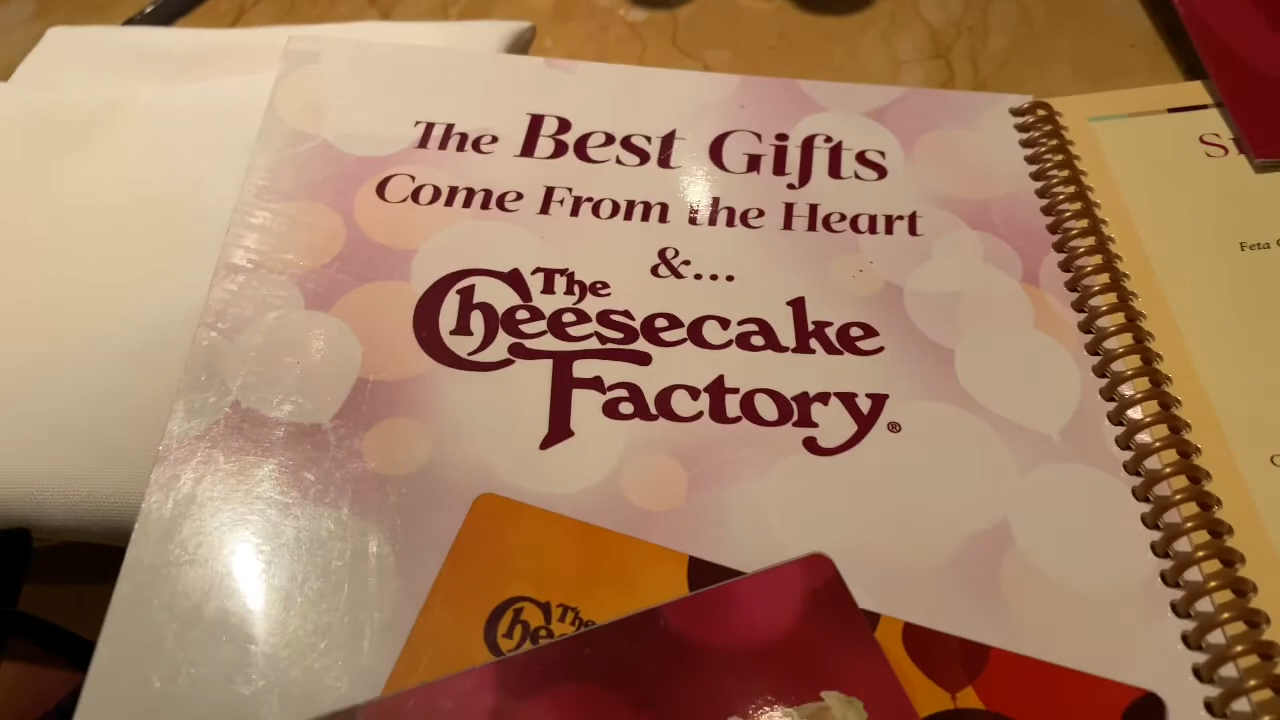 The Best Gifts
Come From the Heart
&...
The
Cheesecake
Factory®
The
Feta